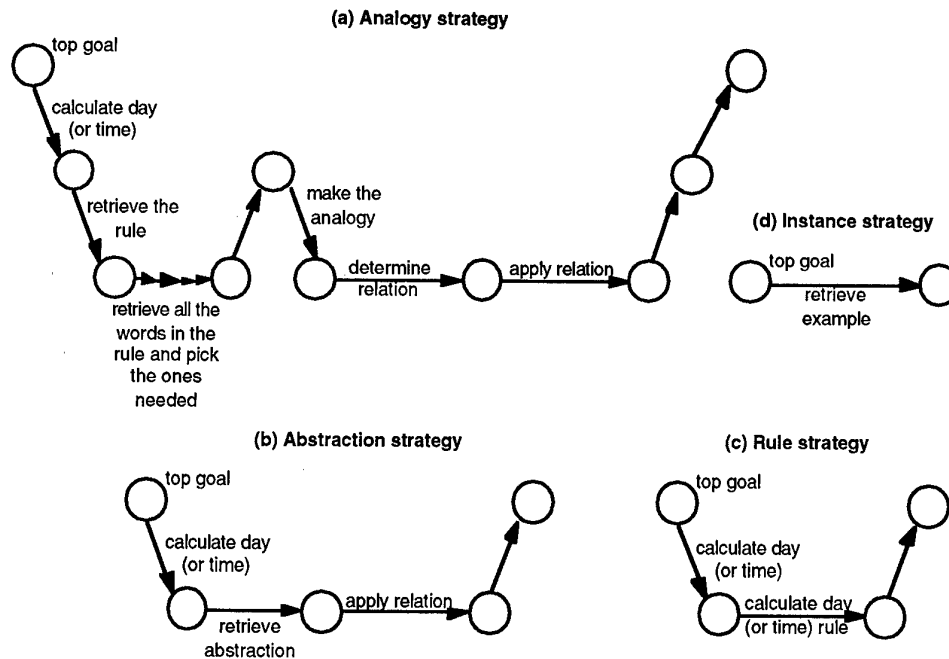 (a) Analogy strategy
top goal
calculate day
(or time)
retrieve the
rule
retrieve all the
words in the
rule and pick
the ones
needed
make the
analogy
determine
relation
apply relation
(d) Instance strategy
top goal
retrieve
example
(b) Abstraction strategy
top goal
calculate day
(or time)
retrieve
abstraction
apply relation
(c) Rule strategy
top goal
calculate day
(or time)
calculate day
(or time) rule